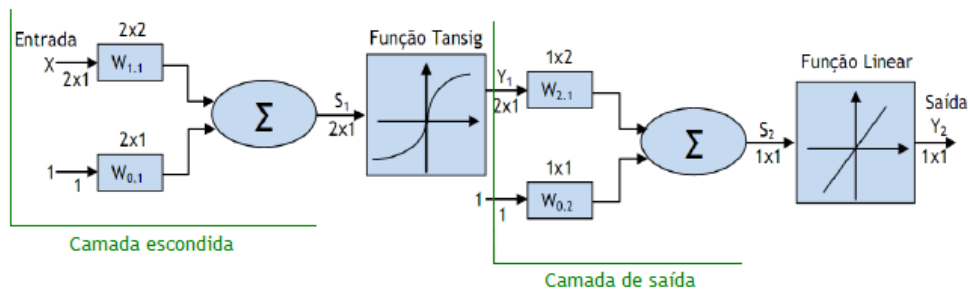 Entrada
X
2x1
2x2
W1.1
1
1
2x1
W0.1
Σ
S1
2x1
Função Tansig
Camada escondida
Y1
2x1
1x2
W2.1
1
1
1x1
W0.2
Σ
S2
1x1
Função Linear
Saída
Y2
1x1
Camada de saída